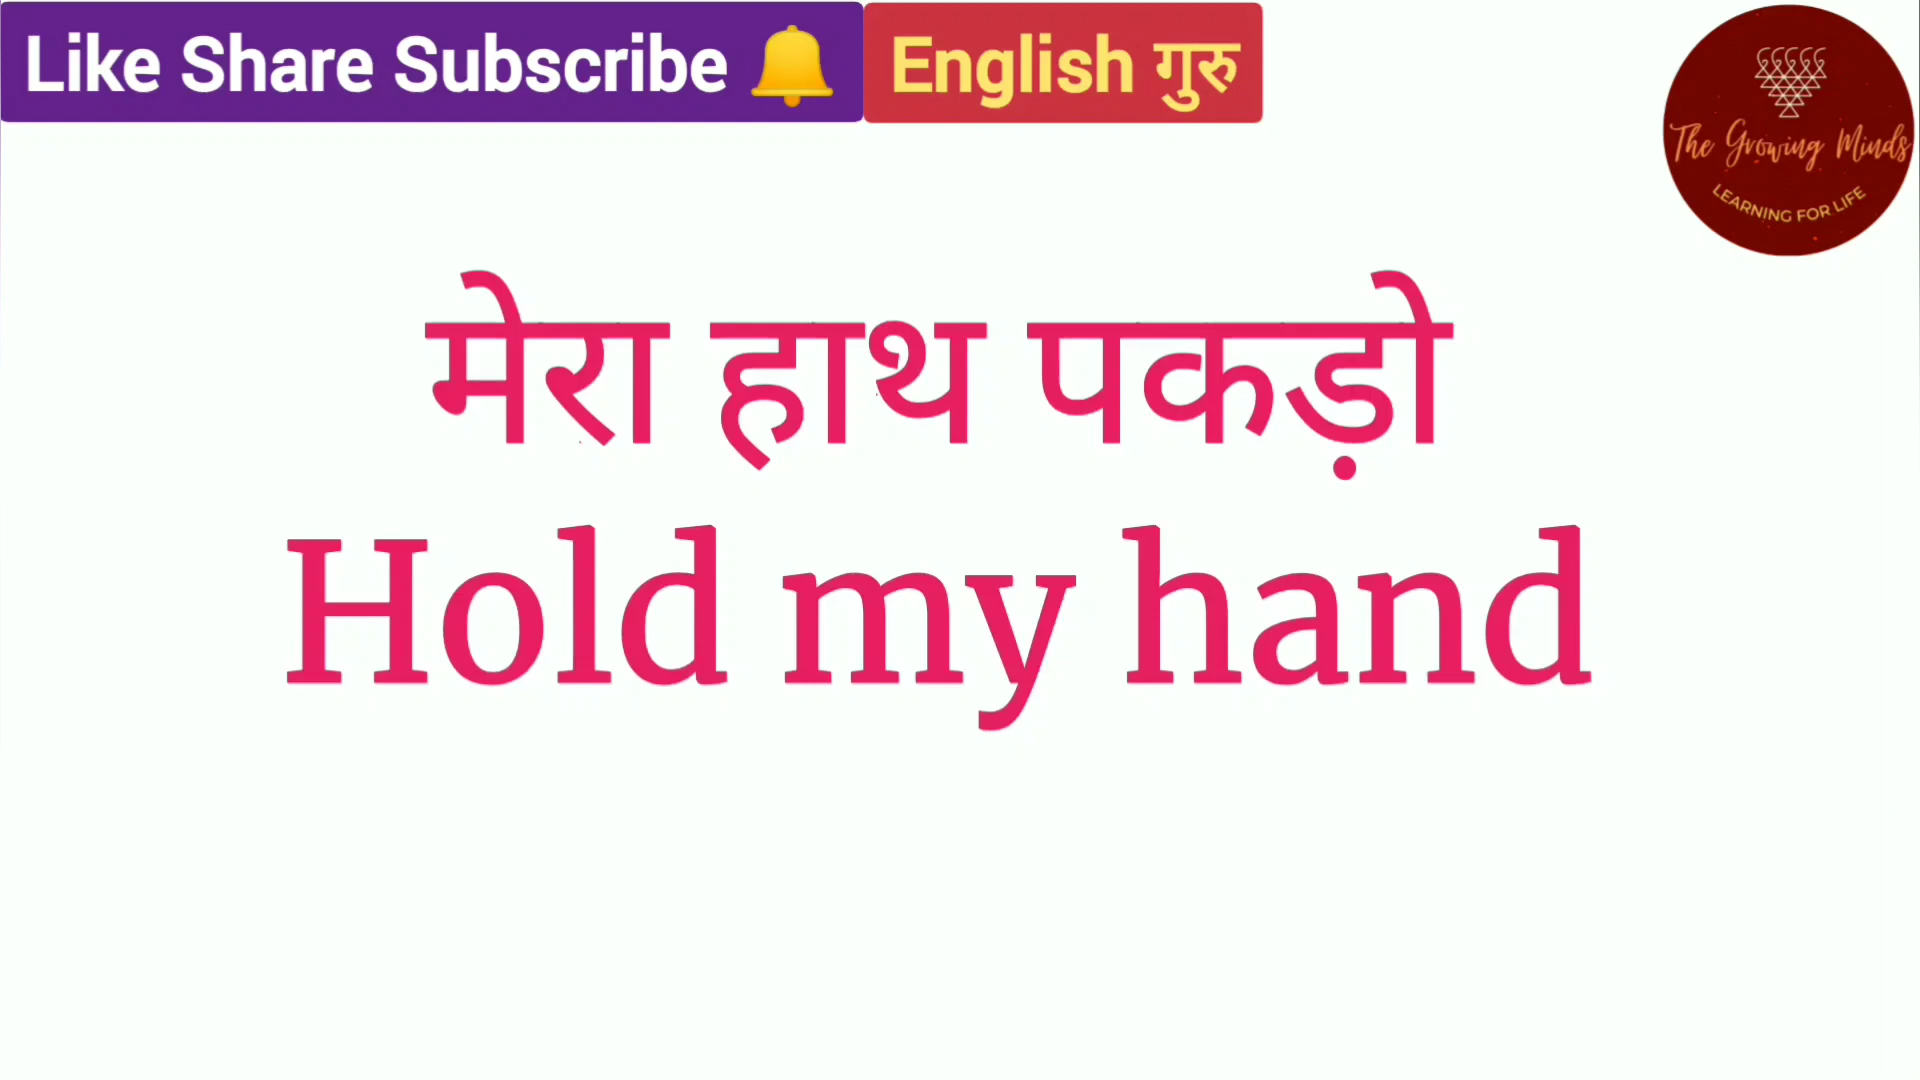 Like Share Subscribe 🔔 English गुरु
The Growing Minds
LEARNING FOR LIFE
मेरा हाथ पकड़ो
Hold my hand